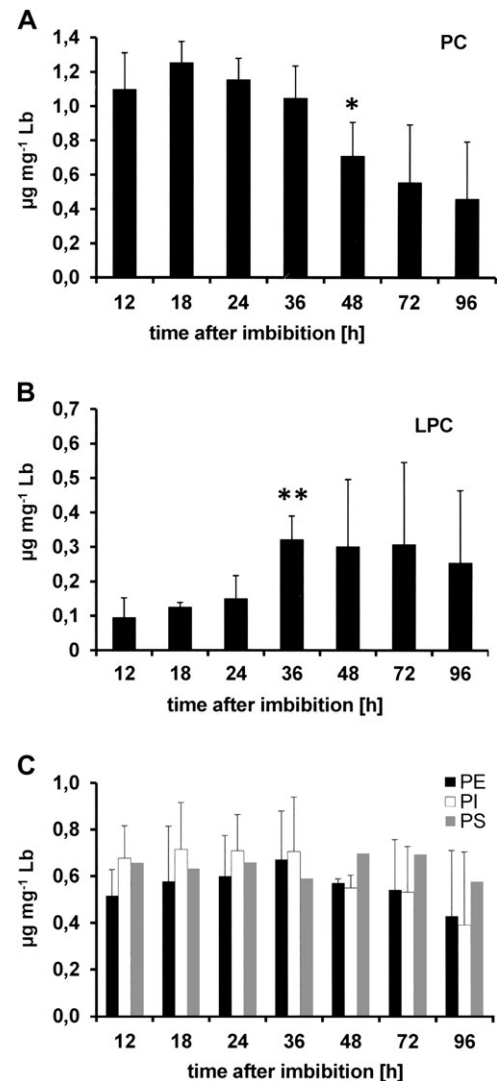 A
PC
µg mg⁻¹ Lb
1,4
1,2
1,0
0,8
0,6
0,4
0,2
0,0
*
12 18 24 36 48 72 96
time after imbibition [h]
B
LPC
µg mg⁻¹ Lb
0,7
0,6
0,5
0,4
0,3
0,2
0,1
0
**
12 18 24 36 48 72 96
time after imbibition [h]
C
PE
PI
PS
µg mg⁻¹ Lb
1,0
0,8
0,6
0,4
0,2
0,0
12 18 24 36 48 72 96
time after imbibition [h]